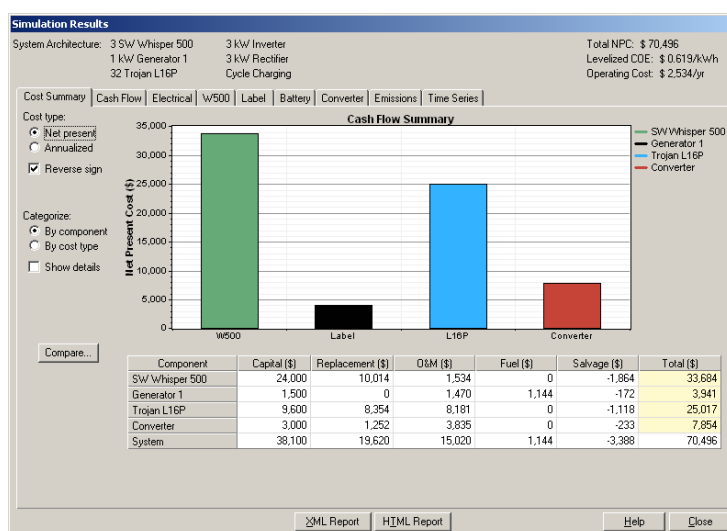 Simulation Results
System Architecture: 3 SW Whisper 500 3 kW Inverter Total NPC: $ 70,496
1 kW Generator 1 3 kW Rectifier Levelized COE: $ 0.619/kWh
32 Trojan L16P Cycle Charging Operating Cost: $ 2,534/yr
Cost Summary Cash Flow Electrical W500 Label Battery Converter Emissions Time Series
Cost type:
Net present
Annualized
Reverse sign
Categorize:
By component
By cost type
Show details
Compare...
Cash Flow Summary
Net Present Cost ($)
35,000
30,000
25,000
20,000
15,000
10,000
5,000
0
W500 Label L16P Converter
SW Whisper 500
Generator 1
Trojan L16P
Converter
Component Capital ($) Replacement ($) O&M ($) Fuel ($) Salvage ($) Total ($)
SW Whisper 500 24,000 10,014 1,534 0 -1,864 33,684
Generator 1 1,500 0 1,470 1,144 -172 3,941
Trojan L16P 9,600 8,354 8,181 0 -1,118 25,017
Converter 3,000 1,252 3,835 0 -233 7,854
System 38,100 19,620 15,020 1,144 -3,388 70,496
XML Report HTML Report Help Close